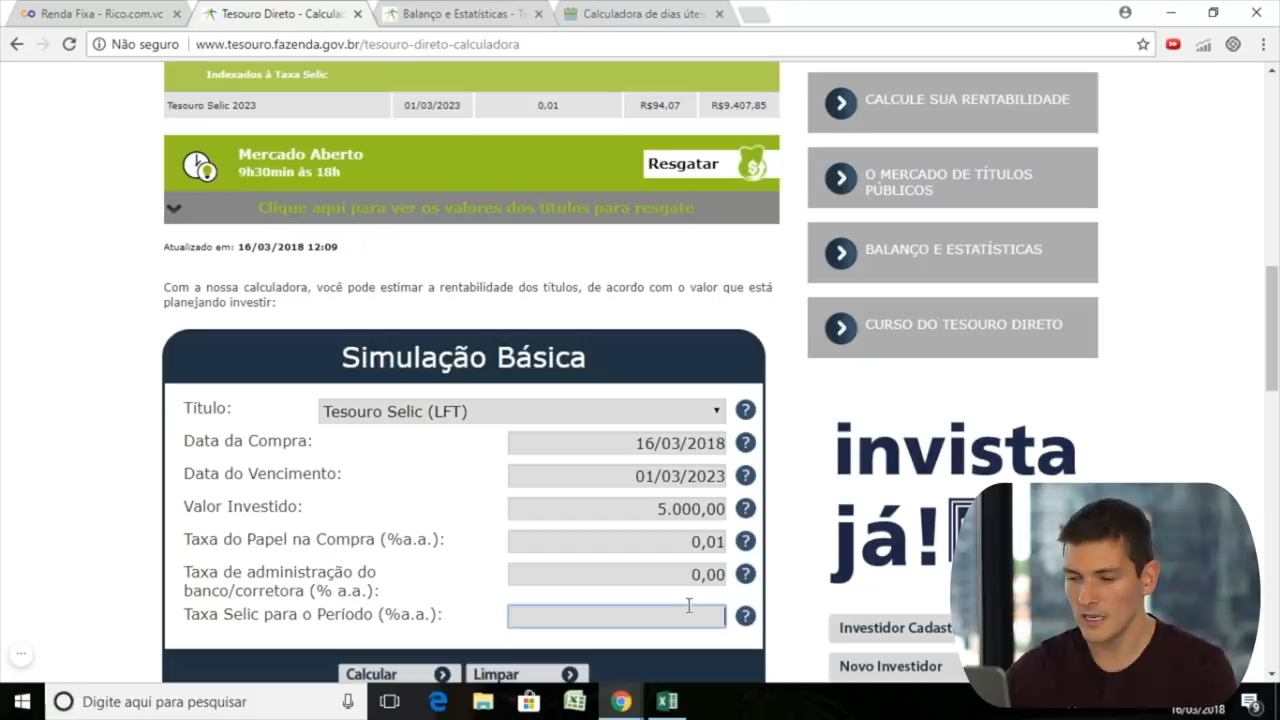 Renda Fixa - Rico.com.vc
Tesouro Direto - Calcula
Balanço e Estatísticas - T
Calculadora de dias útei
Não seguro
www.tesouro.fazenda.gov.br/tesouro-direto-calculadora
Indexados à Taxa Selic
Tesouro Selic 2023 01/03/2023 0,01 R$94,07 R$9.407,85
Mercado Aberto
9h30min às 18h
Resgatar
Clique aqui para ver os valores dos títulos para resgate
Atualizado em: 16/03/2018 12:09
Com a nossa calculadora, você pode estimar a rentabilidade dos títulos, de acordo com o valor que está
planejando investir:
Simulação Básica
Título: Tesouro Selic (LFT) ?
Data da Compra: 16/03/2018 ?
Data do Vencimento: 01/03/2023 ?
Valor Investido: 5.000,00 ?
Taxa do Papel na Compra (%a.a.): 0,01 ?
Taxa de administração do
banco/corretora (% a.a.): 0,00 ?
Taxa Selic para o Período (%a.a.): ?
Calcular
Limpar
CALCULE SUA RENTABILIDADE
O MERCADO DE TÍTULOS
PÚBLICOS
BALANÇO E ESTATÍSTICAS
CURSO DO TESOURO DIRETO
invista
já!
Investidor Cadast
Novo Investidor
Digite aqui para pesquisar
16/03/2018
9